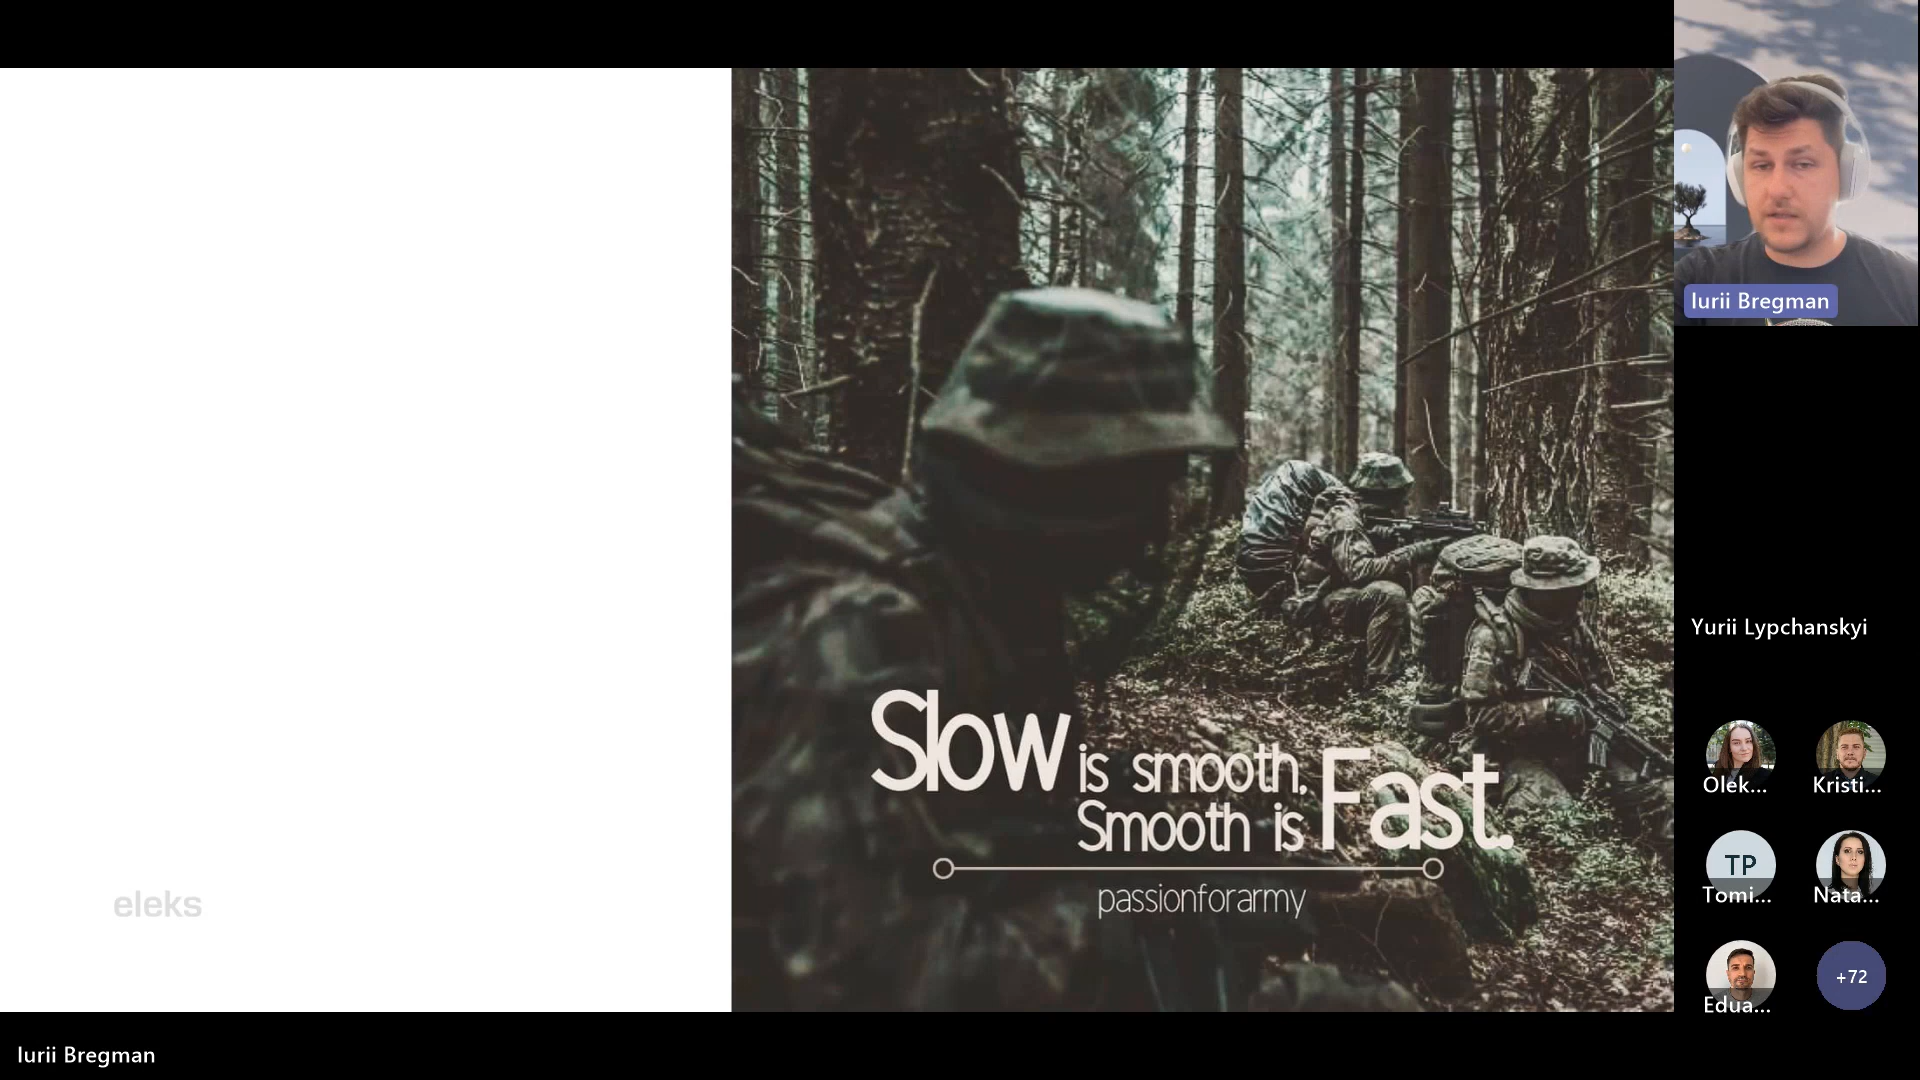 Iurii Bregman
Yurii Lypchanskyi
Slow is smooth,
Smooth is Fast.
passionforarmy
eleks
Olek...
Kristi...
TP
Tomi...
Nata...
Edua...
+72
Iurii Bregman